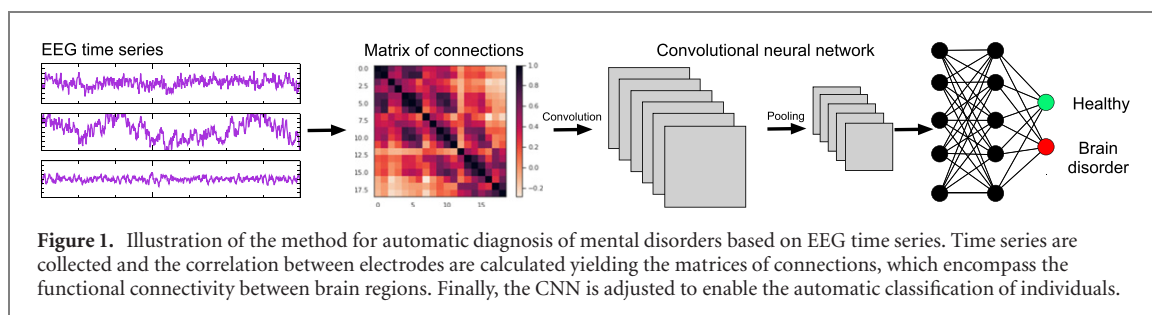 EEG time series
Matrix of connections
Convolutional neural network
0.0
2.5
5.0
7.5
10.0
12.5
15.0
17.5
0 5 10 15
1.0
0.8
0.6
0.4
0.2
0.0
−0.2
Convolution
Pooling
Healthy
Brain
disorder
Figure 1. Illustration of the method for automatic diagnosis of mental disorders based on EEG time series. Time series are
collected and the correlation between electrodes are calculated yielding the matrices of connections, which encompass the
functional connectivity between brain regions. Finally, the CNN is adjusted to enable the automatic classification of individuals.